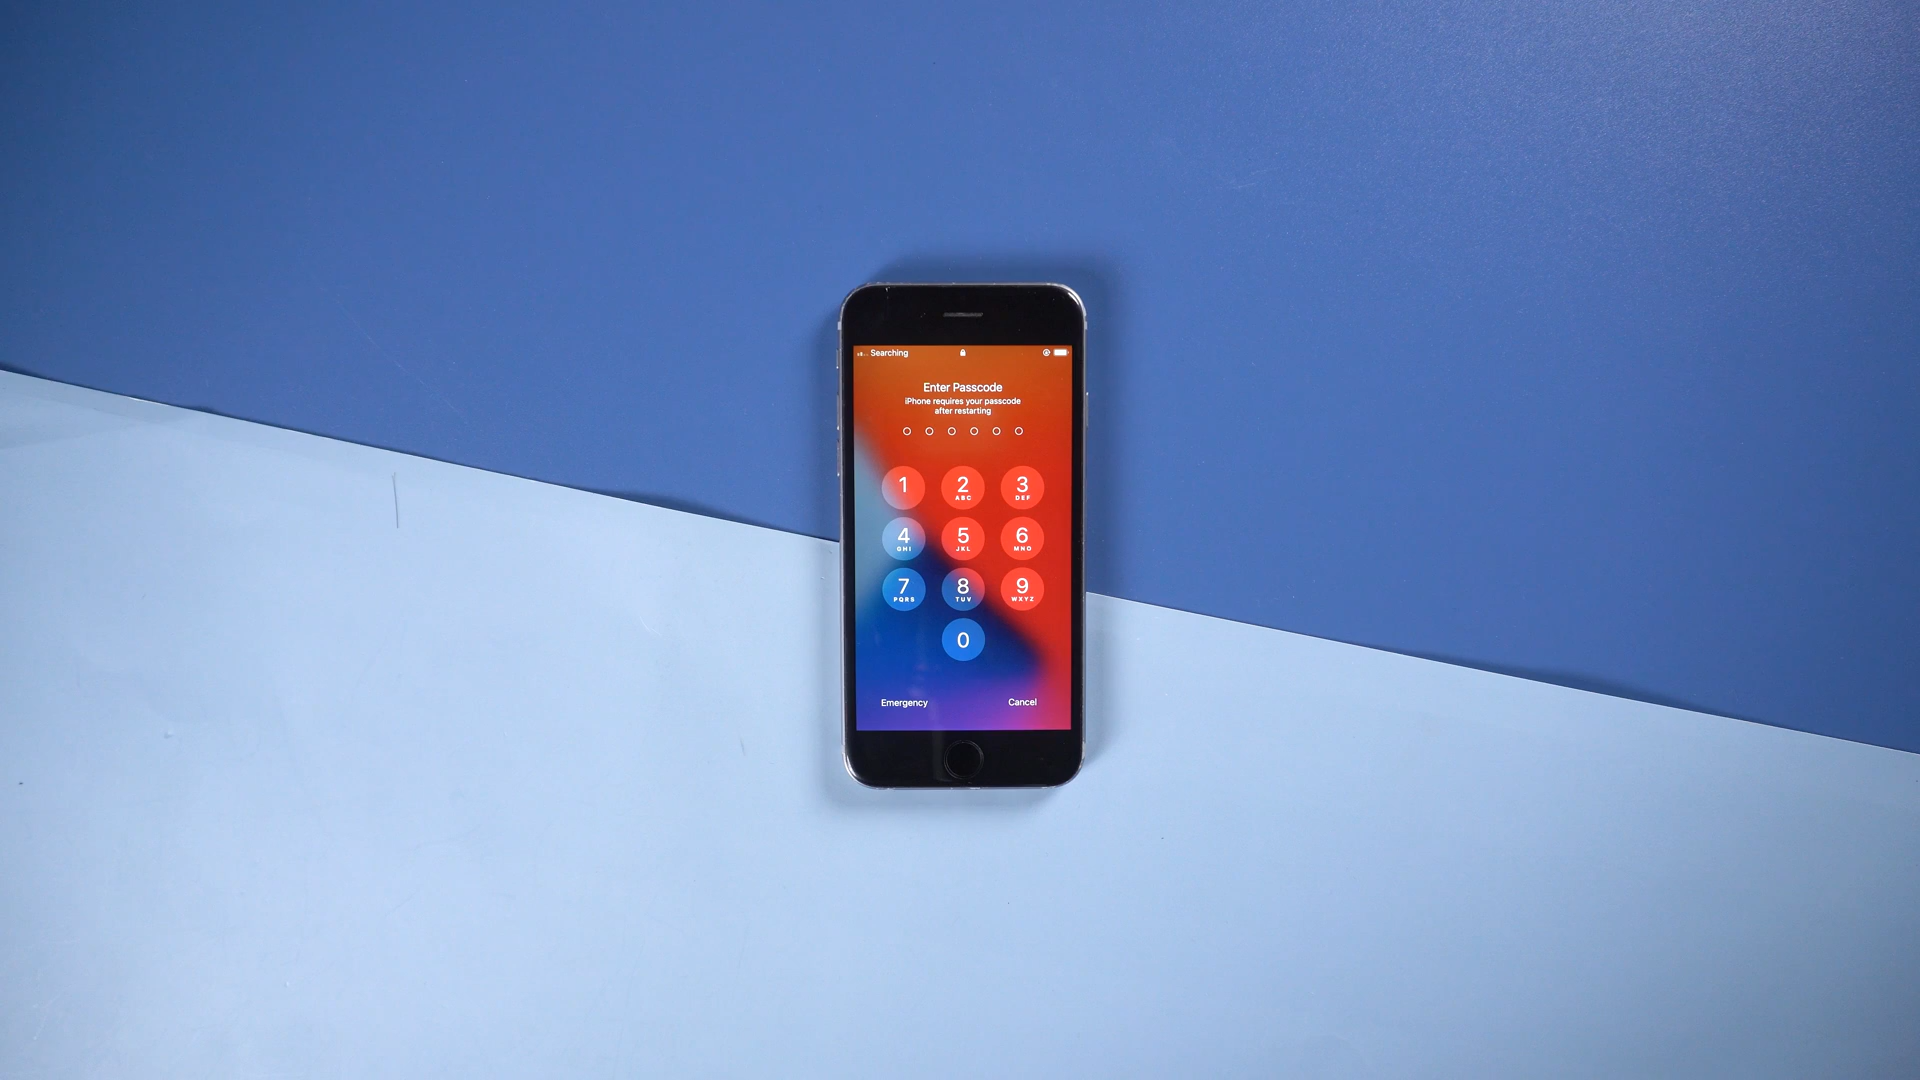 Searching
Enter Passcode
iPhone requires your passcode
after restarting
1 2 3
ABC DEF
4 5 6
GHI JKL MNO
7 8 9
PQRS TUV WXYZ
0
Emergency Cancel